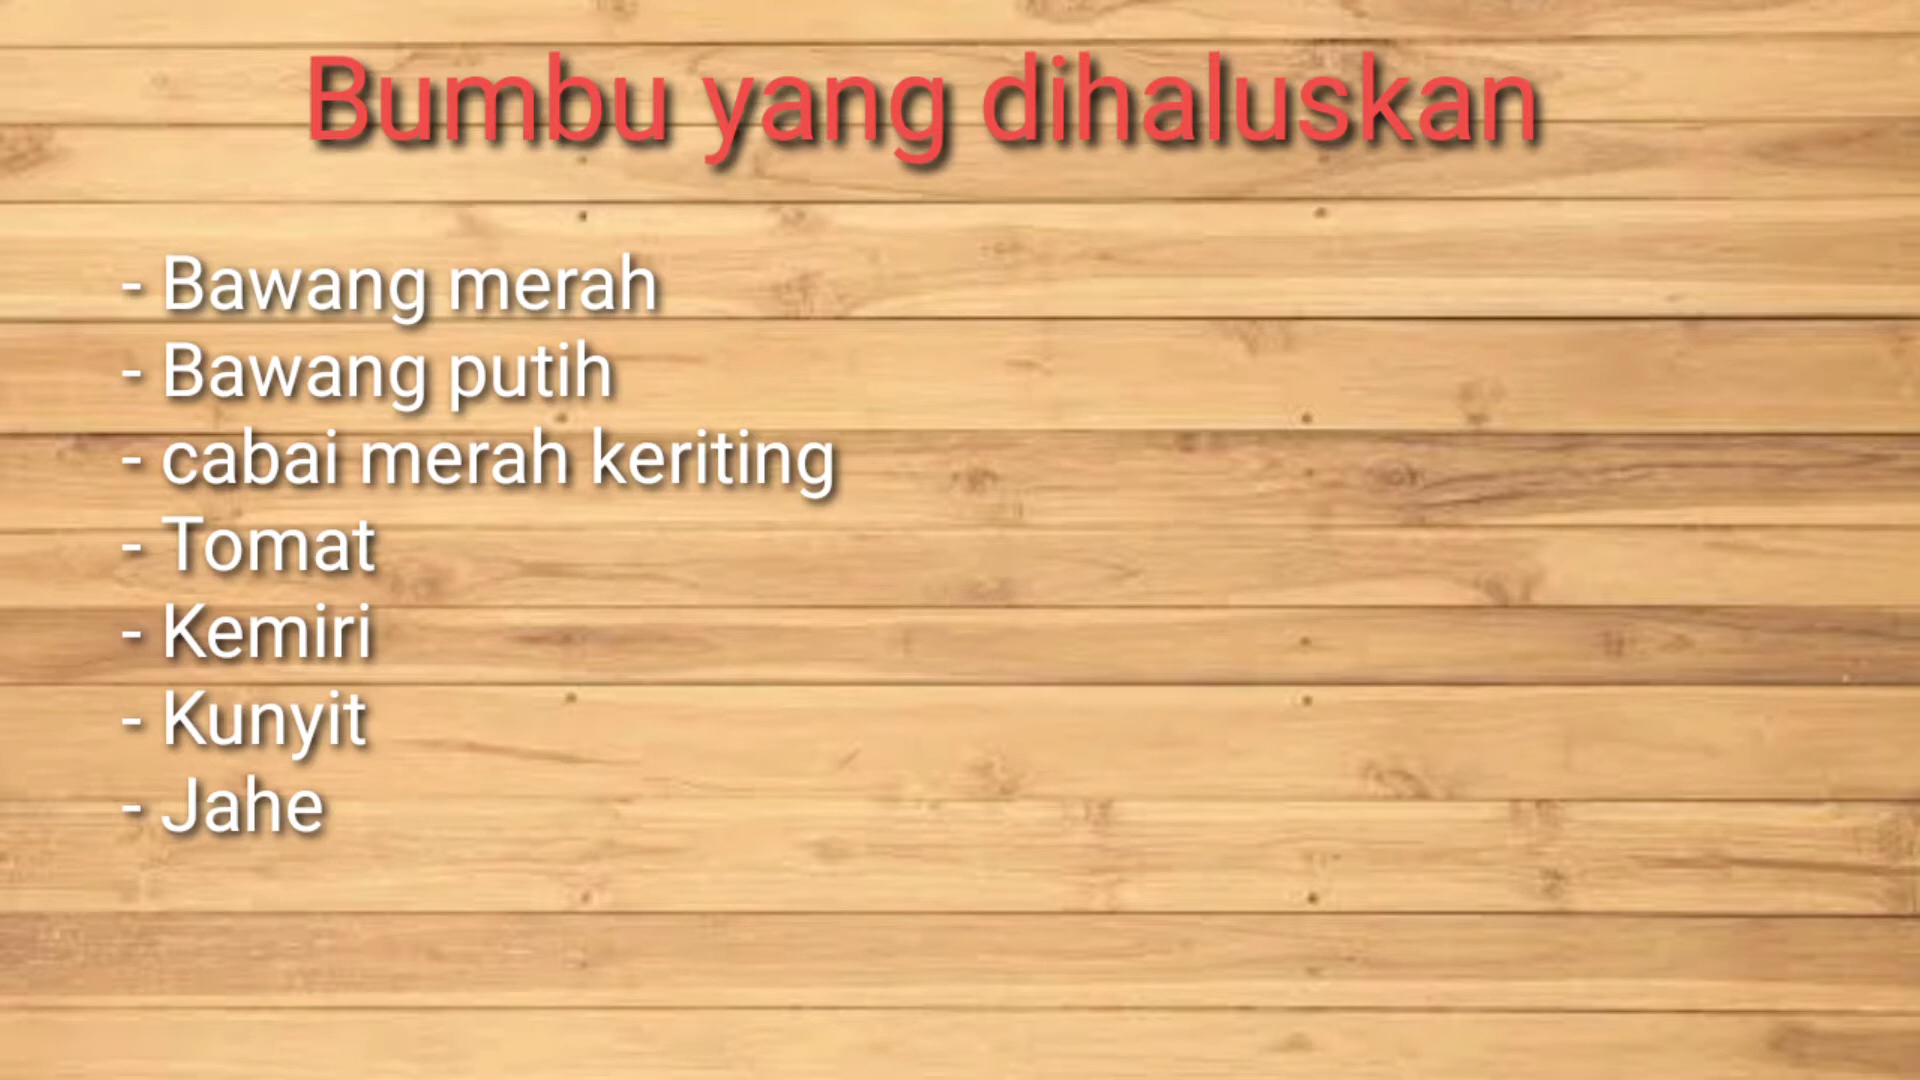 Bumbu yang dihaluskan
- Bawang merah
- Bawang putih
- cabai merah keriting
- Tomat
- Kemiri
- Kunyit
- Jahe